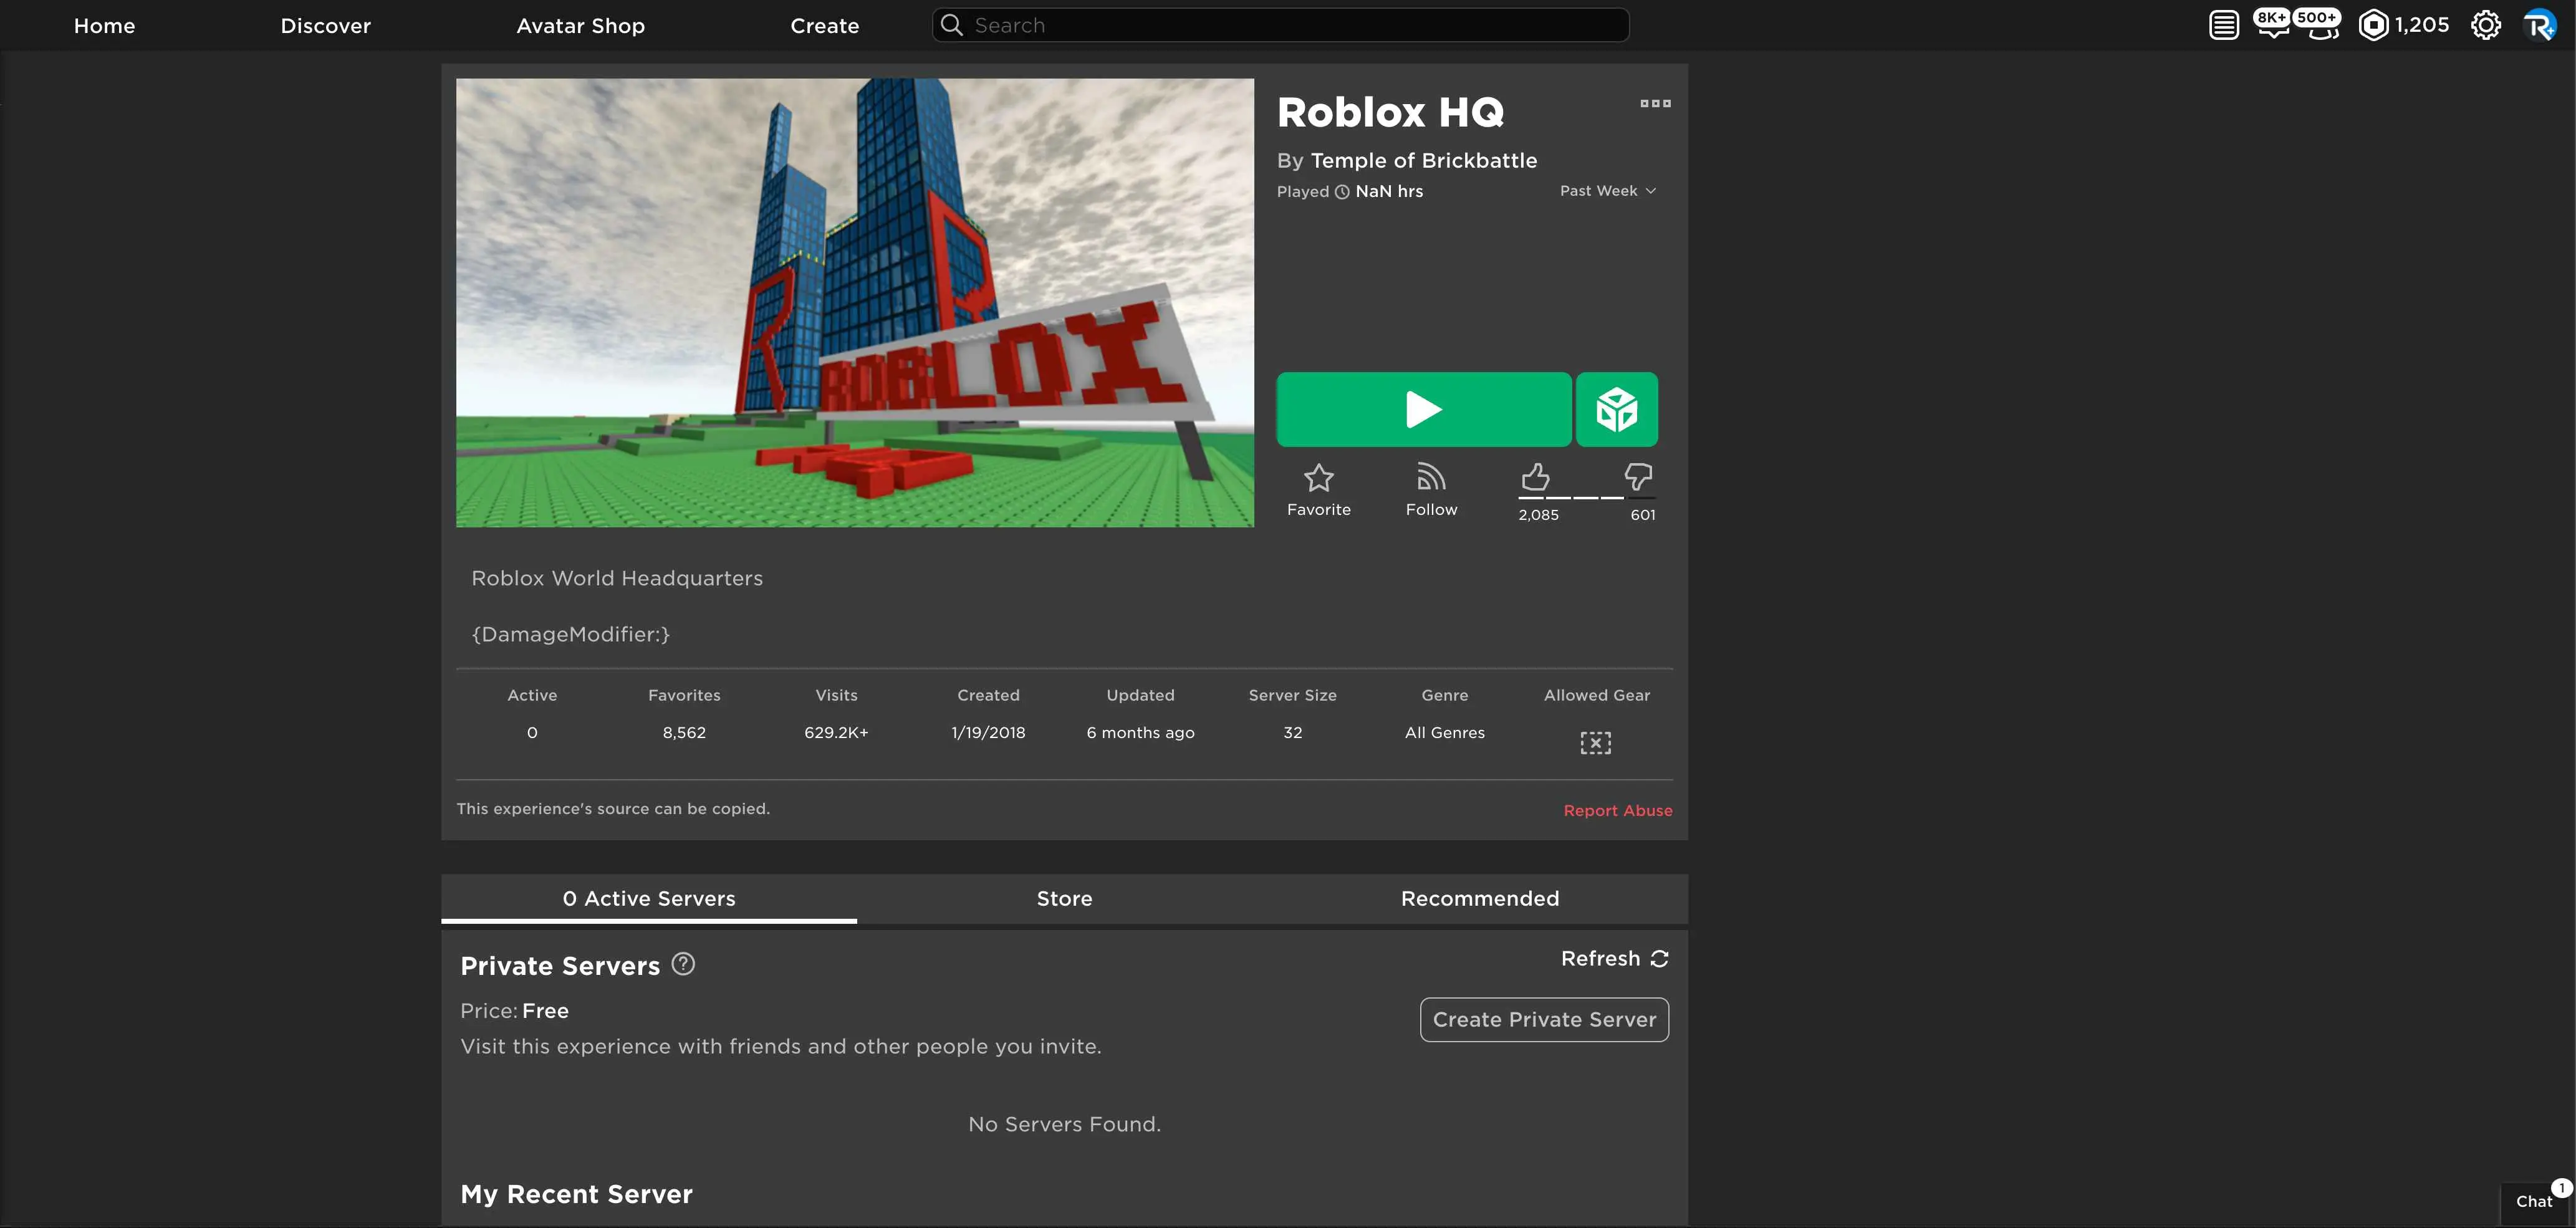 Home Discover Avatar Shop Create Search 8K+ 500+ 1,205
Roblox HQ
By Temple of Brickbattle
Played NaN hrs Past Week
ROBLOX
R R
Favorite Follow 2,085 601
Roblox World Headquarters
{DamageModifier:}
Active Favorites Visits Created Updated Server Size Genre Allowed Gear
0 8,562 629.2K+ 1/19/2018 6 months ago 32 All Genres
This experience's source can be copied. Report Abuse
0 Active Servers Store Recommended
Private Servers Refresh
Price: Free
Create Private Server
Visit this experience with friends and other people you invite.
No Servers Found.
My Recent Server
Chat 1